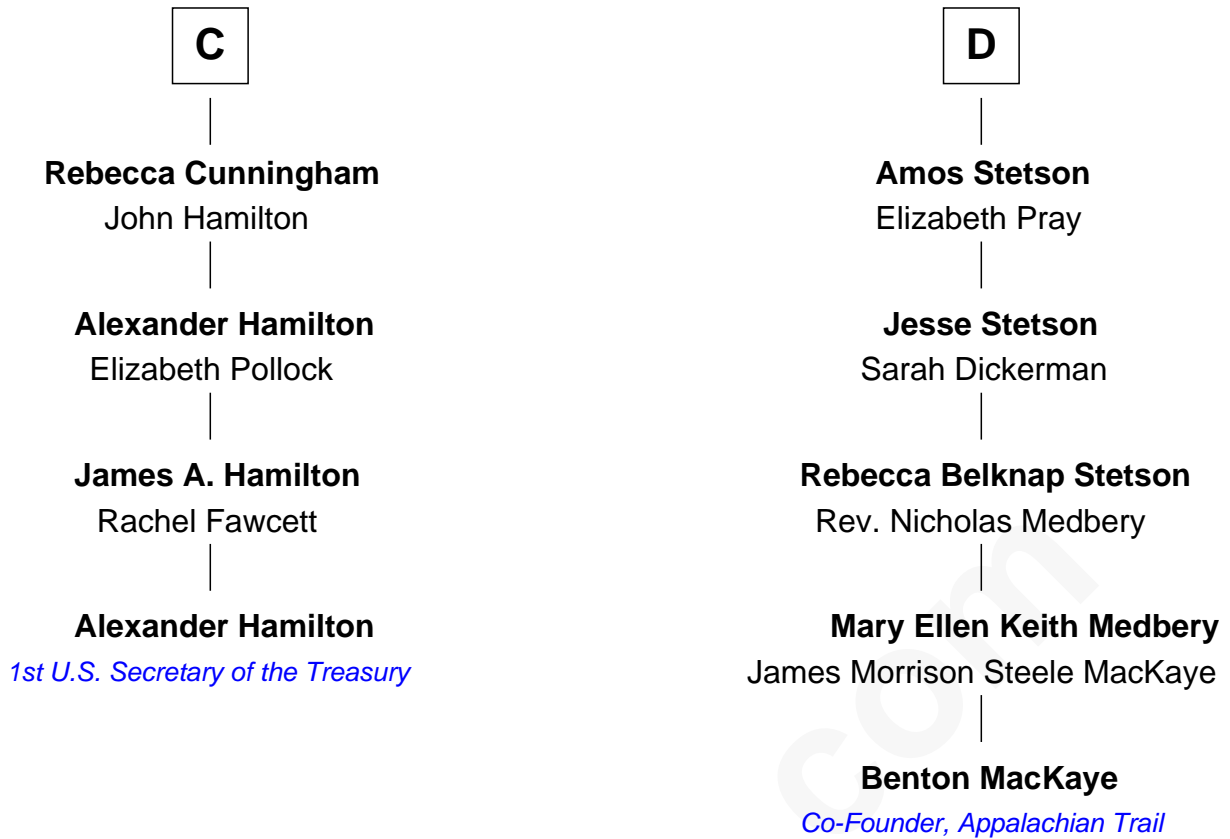 C
Rebecca Cunningham
John Hamilton
Alexander Hamilton
Elizabeth Pollock
James A. Hamilton
Rachel Fawcett
Alexander Hamilton
1st U.S. Secretary of the Treasury
D
Amos Stetson
Elizabeth Pray
Jesse Stetson
Sarah Dickerman
Rebecca Belknap Stetson
Rev. Nicholas Medbery
Mary Ellen Keith Medbery
James Morrison Steele MacKaye
Benton MacKaye
Co-Founder, Appalachian Trail
com